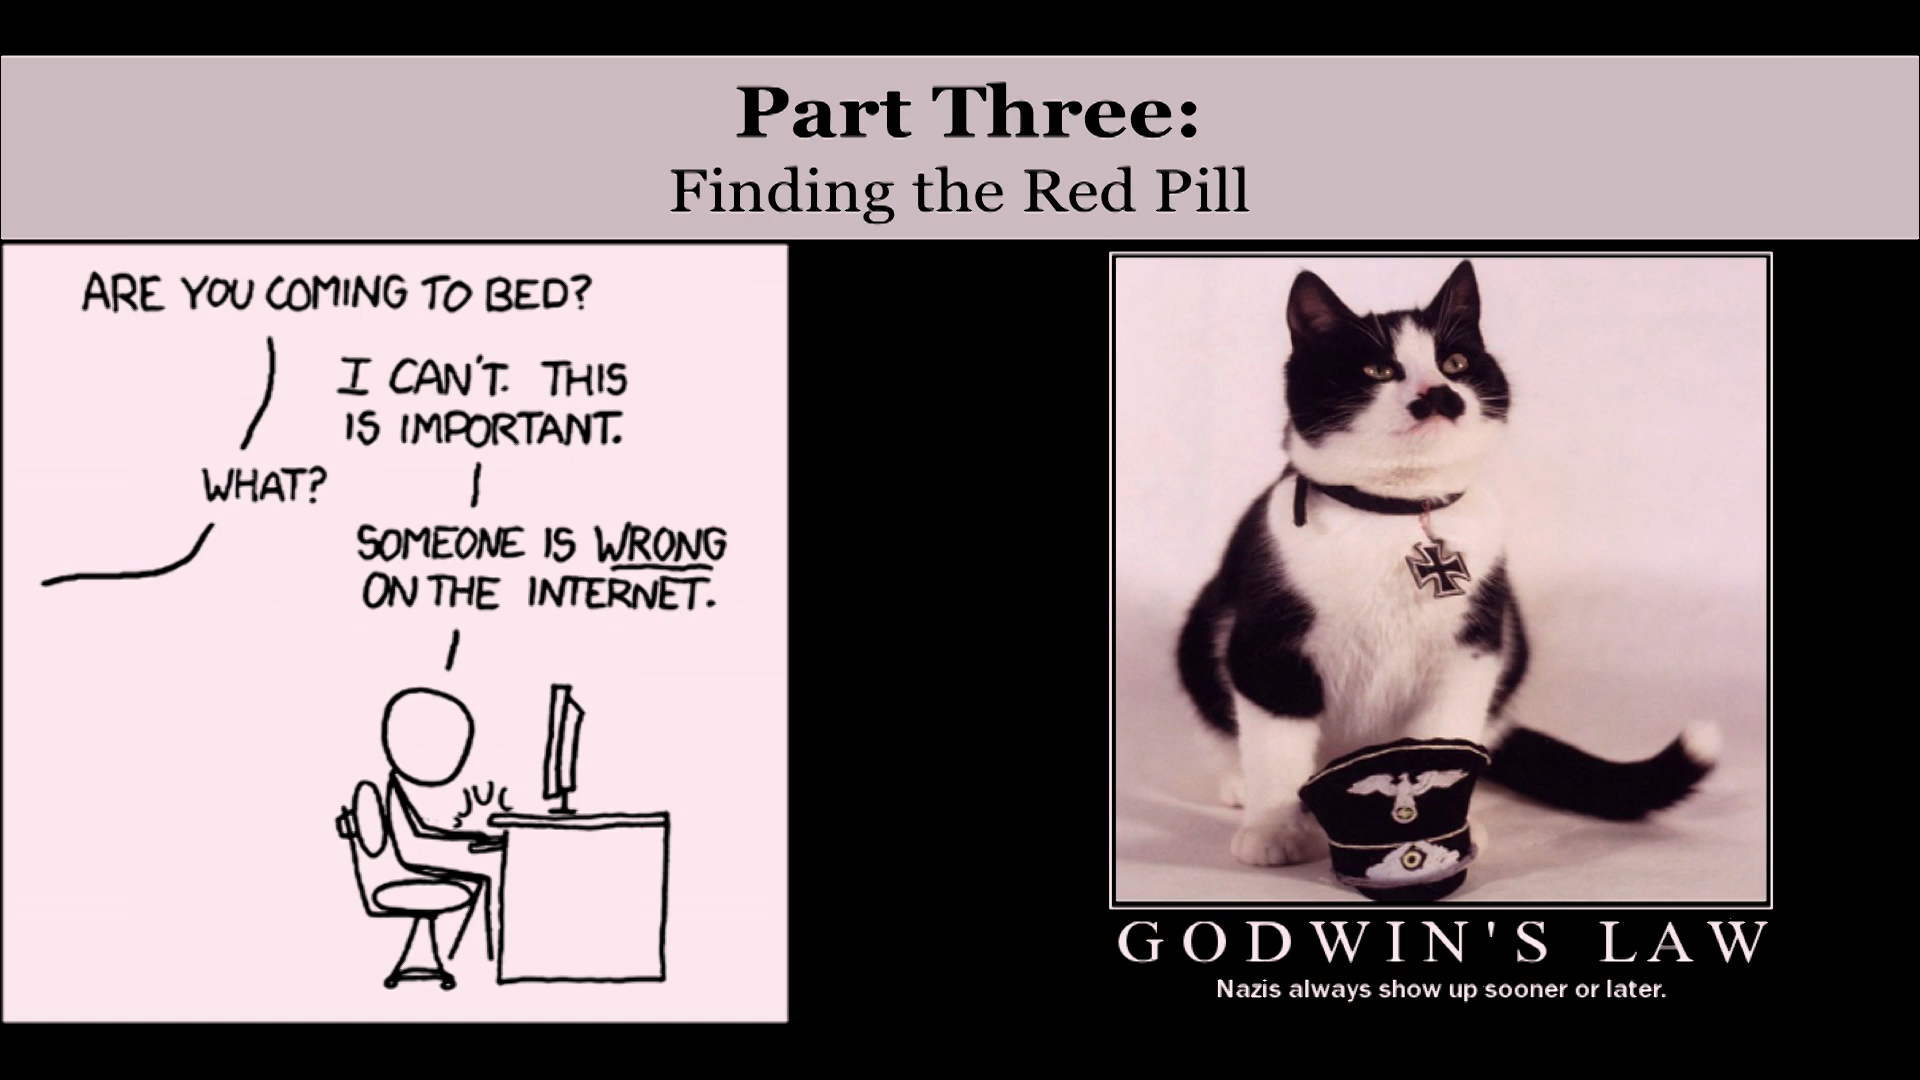 Part Three:
Finding the Red Pill
ARE YOU COMING TO BED?
I CAN'T. THIS
IS IMPORTANT.
WHAT?
SOMEONE IS WRONG
ON THE INTERNET.
GODWIN'S LAW
Nazis always show up sooner or later.